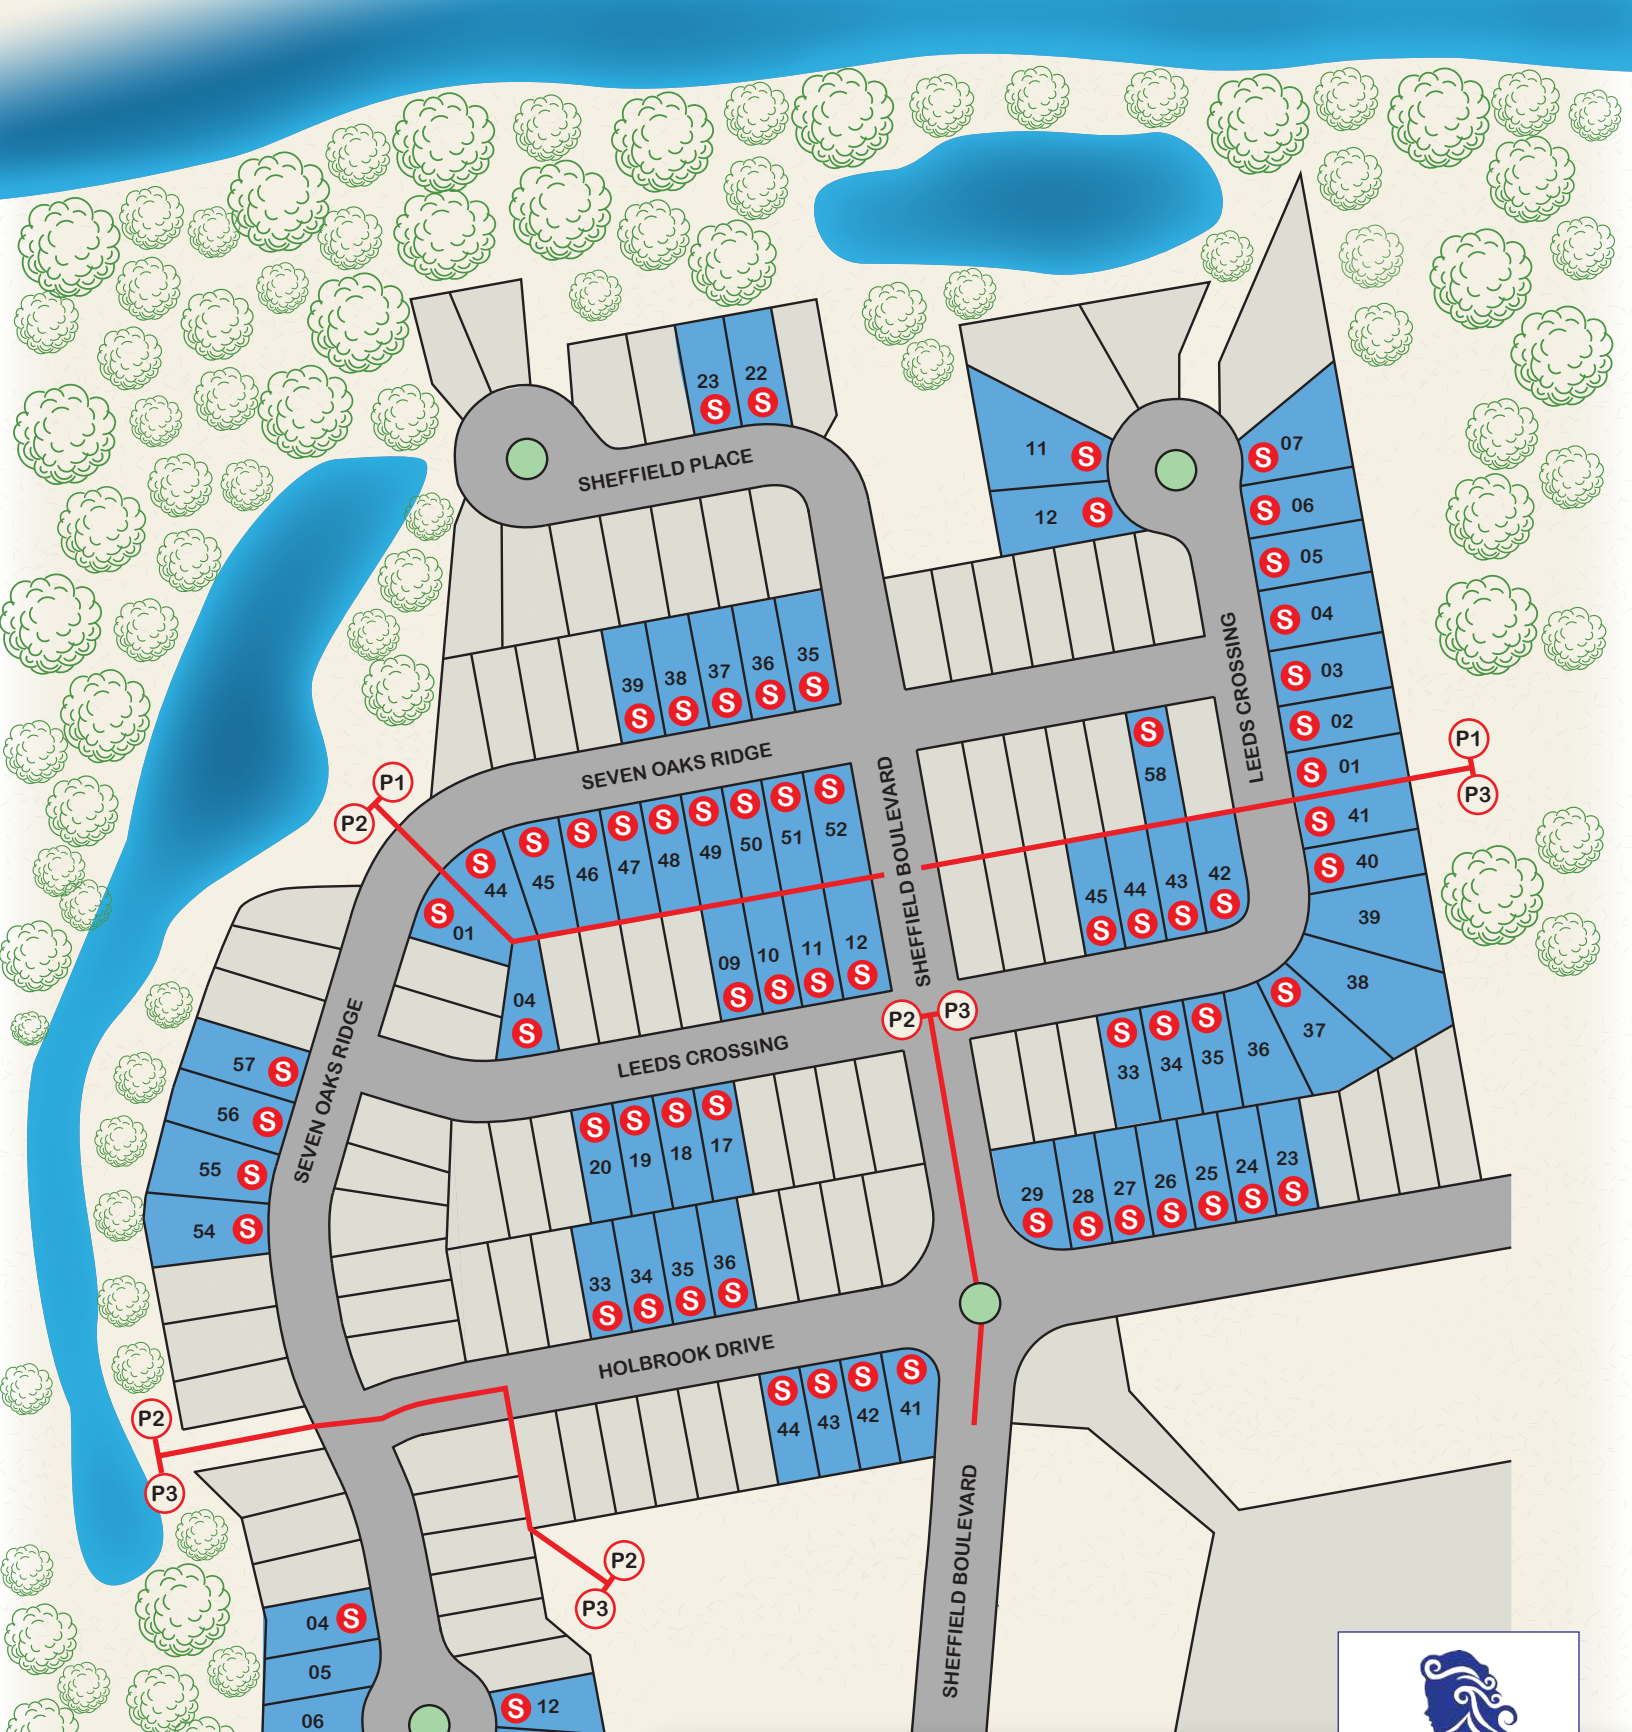 23 S
22 S
SHEFFIELD PLACE
11 S
12 S
S 07
S 06
S 05
S 04
S 03
S 02
S 01
S 41
S 40
39
38
LEEDS CROSSING
39 S
38 S
37 S
36 S
35 S
SEVEN OAKS RIDGE
P1
P2
P1
P3
S 58
S 44
S 45
S 46
S 47
S 48
S 49
S 50
S 51
S 52
S 01
SHEFFIELD BOULEVARD
45 S
44 S
43 S
42 S
04 S
09 S
10 S
11 S
12 S
P2
P3
LEEDS CROSSING
SEVEN OAKS RIDGE
57 S
56 S
55 S
54 S
S 33
S 34
S 35
36
S 37
S 20
S 19
S 18
S 17
29 S
28 S
27 S
26 S
25 S
24 S
23 S
33 S
34 S
35 S
36 S
HOLBROOK DRIVE
S 44
S 43
S 42
S 41
P2
P3
SHEFFIELD BOULEVARD
P2
P3
04 S
05
06
S 12